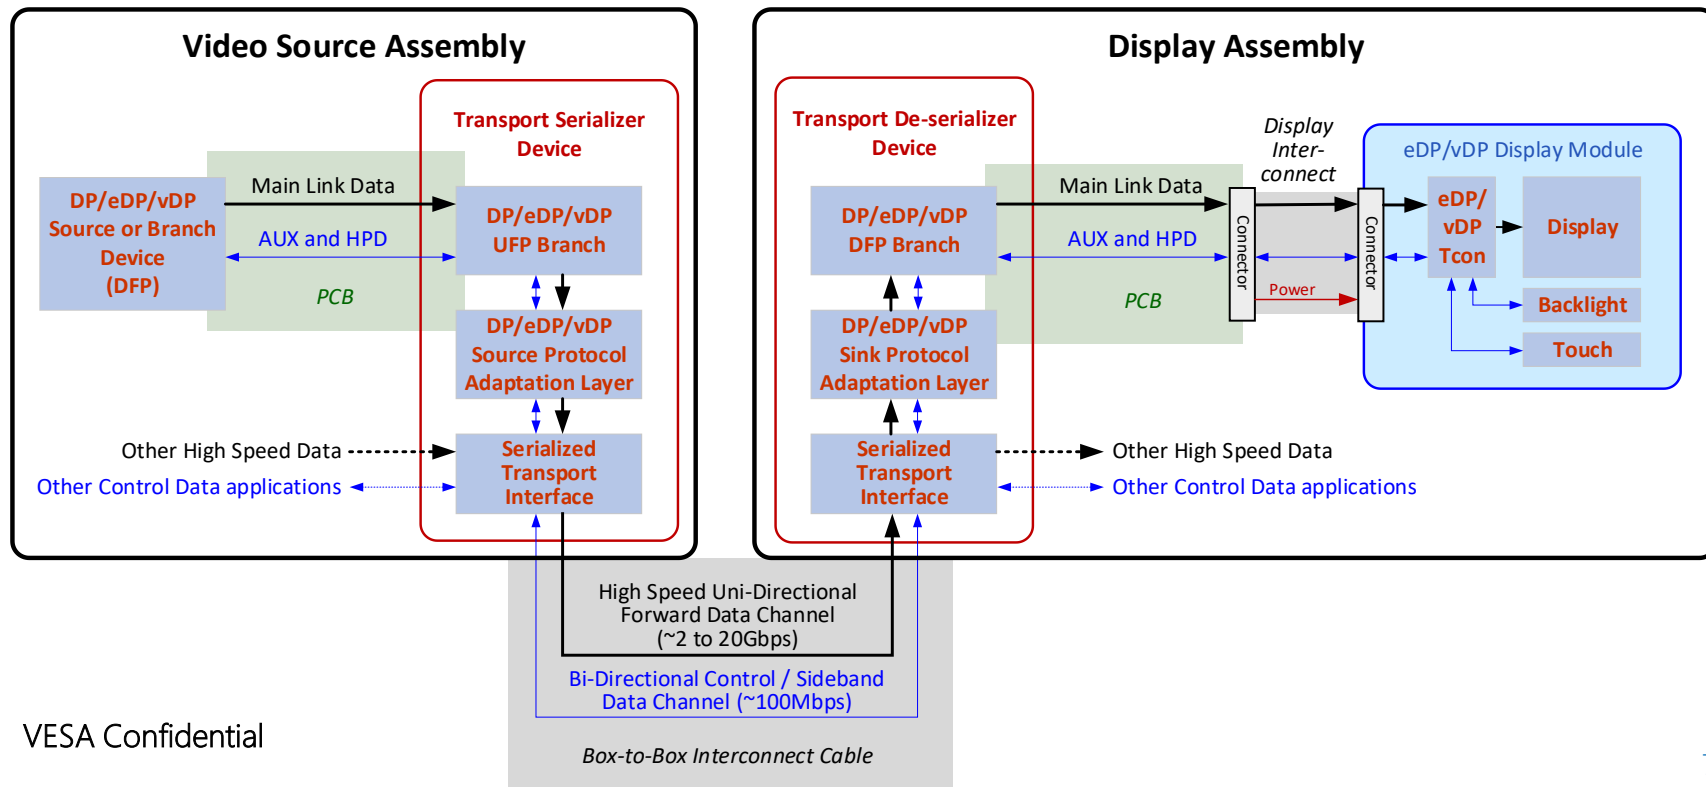 Video Source Assembly
Transport Serializer
Device
DP/eDP/vDP
Source or Branch
Device
(DFP)
Main Link Data
AUX and HPD
PCB
DP/eDP/vDP
UFP Branch
DP/eDP/vDP
Source Protocol
Adaptation Layer
Serialized
Transport
Interface
Other High Speed Data
Other Control Data applications
Display Assembly
Transport De-serializer
Device
DP/eDP/vDP
DFP Branch
DP/eDP/vDP
Sink Protocol
Adaptation Layer
Serialized
Transport
Interface
Main Link Data
AUX and HPD
PCB
Other High Speed Data
Other Control Data applications
Connector
Display
Inter-
connect
Power
Connector
eDP/vDP Display Module
eDP/
vDP
Tcon
Display
Backlight
Touch
High Speed Uni-Directional
Forward Data Channel
(~2 to 20Gbps)
Bi-Directional Control / Sideband
Data Channel (~100Mbps)
Box-to-Box Interconnect Cable
VESA Confidential